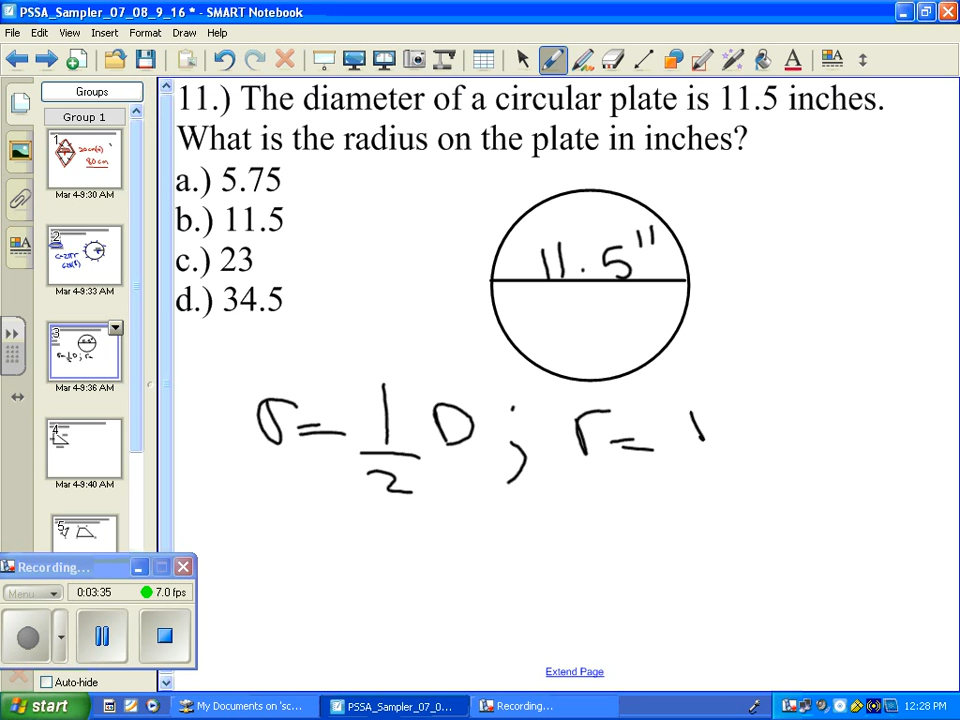 PSSA_Sampler_07_08_9_16 * - SMART Notebook
File Edit View Insert Format Draw Help
Groups
Group 1
1
Mar 4-9:30 AM
2
Mar 4-9:33 AM
3
Mar 4-9:36 AM
4
Mar 4-9:40 AM
5
11.) The diameter of a circular plate is 11.5 inches.
What is the radius on the plate in inches?
a.) 5.75
b.) 11.5
c.) 23
d.) 34.5
11.5"
r = 1/2 D ; r =
Recording...
Menu
0:03:35
7.0 fps
Auto-hide
Extend Page
start
My Documents on 'sc...
PSSA_Sampler_07_0...
Recording...
12:28 PM